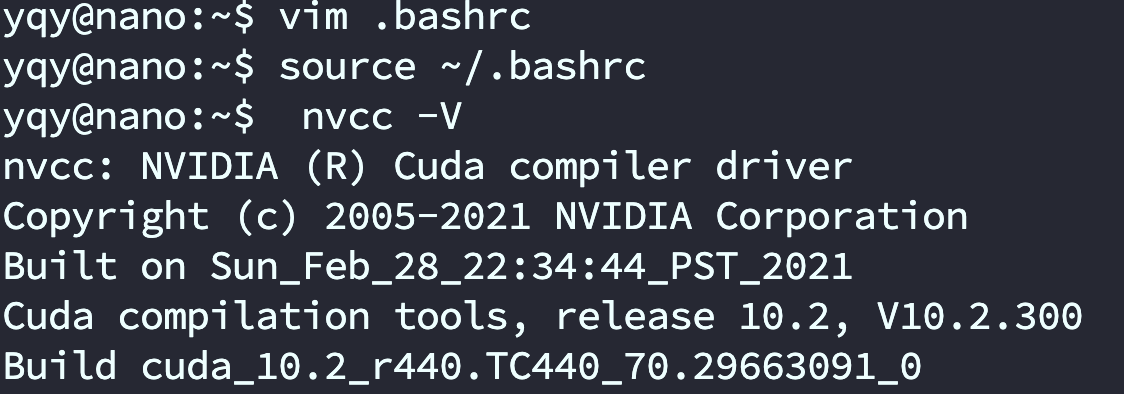 yqy@nano:~$ vim .bashrc
yqy@nano:~$ source ~/.bashrc
yqy@nano:~$  nvcc -V
nvcc: NVIDIA (R) Cuda compiler driver
Copyright (c) 2005-2021 NVIDIA Corporation
Built on Sun_Feb_28_22:34:44_PST_2021
Cuda compilation tools, release 10.2, V10.2.300
Build cuda_10.2_r440.TC440_70.29663091_0